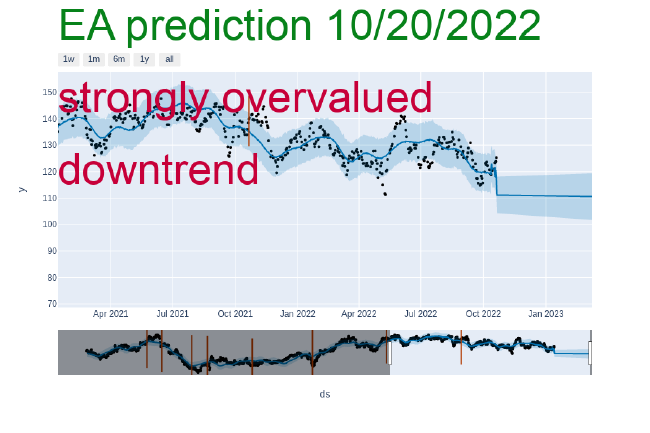 EA prediction 10/20/2022
1w 1m 6m 1y all
strongly overvalued
downtrend
150
140
130
120
110
100
90
80
70
y
Apr 2021 Jul 2021 Oct 2021 Jan 2022 Apr 2022 Jul 2022 Oct 2022 Jan 2023
ds